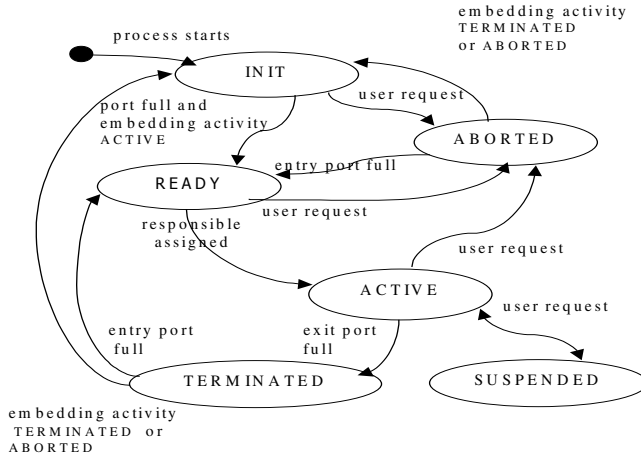 embedding activity
TERMINATED
or ABORTED
process starts
INIT
port full and
embedding activity
ACTIVE
user request
ABORTED
entry port full
READY
user request
responsible
assigned
user request
ACTIVE
user request
entry port
full
exit port
full
TERMINATED
SUSPENDED
embedding activity
TERMINATED or
ABORTED